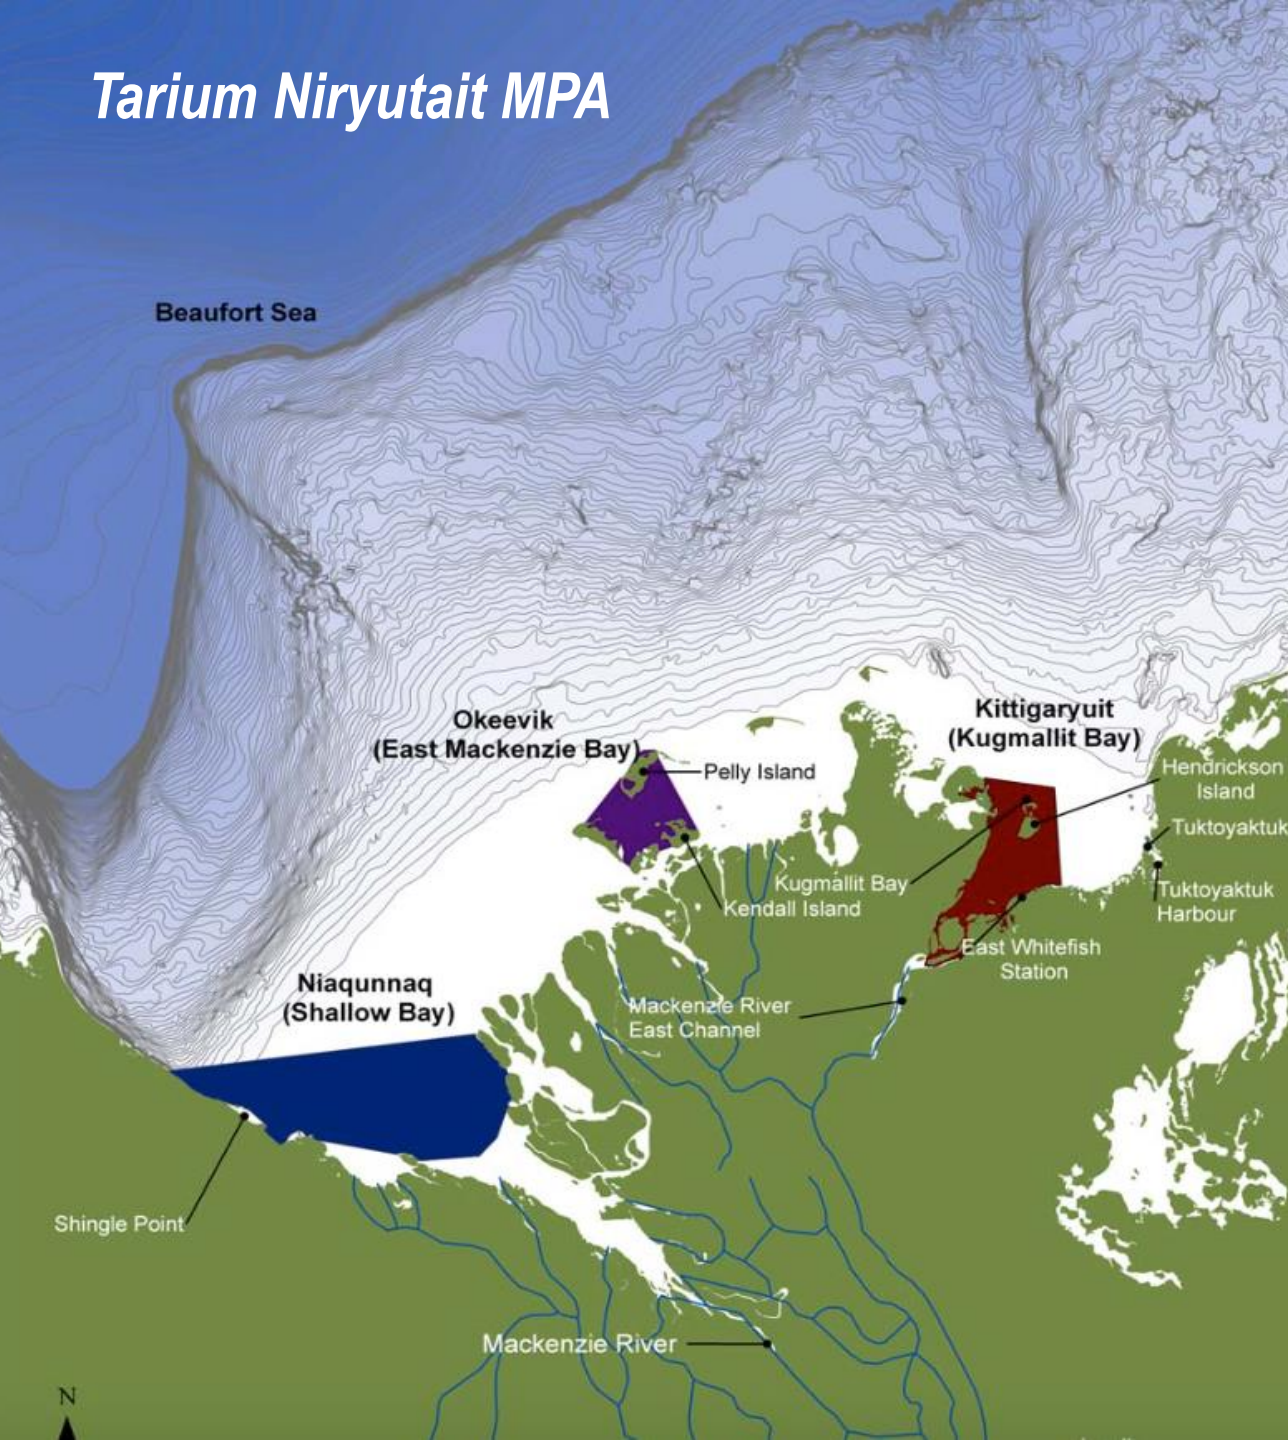 Tarium Niryutait MPA
Beaufort Sea
Okeevik
(East Mackenzie Bay)
Pelly Island
Kittigaryuit
(Kugmallit Bay)
Hendrickson
Island
Tuktoyaktuk
Tuktoyaktuk
Harbour
Kugmallit Bay
Kendall Island
East Whitefish
Station
Niaqunnaq
(Shallow Bay)
Mackenzie River
East Channel
Shingle Point
Mackenzie River
N